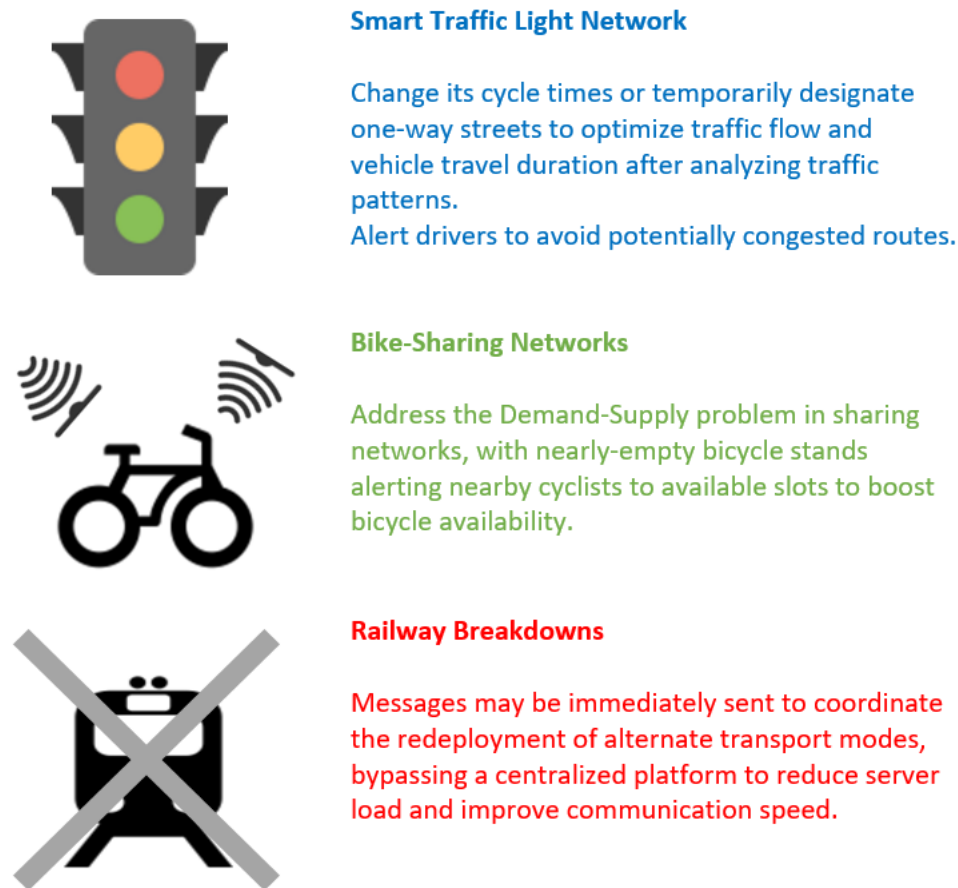 Smart Traffic Light Network
Change its cycle times or temporarily designate
one-way streets to optimize traffic flow and
vehicle travel duration after analyzing traffic
patterns.
Alert drivers to avoid potentially congested routes.
Bike-Sharing Networks
Address the Demand-Supply problem in sharing
networks, with nearly-empty bicycle stands
alerting nearby cyclists to available slots to boost
bicycle availability.
Railway Breakdowns
Messages may be immediately sent to coordinate
the redeployment of alternate transport modes,
bypassing a centralized platform to reduce server
load and improve communication speed.